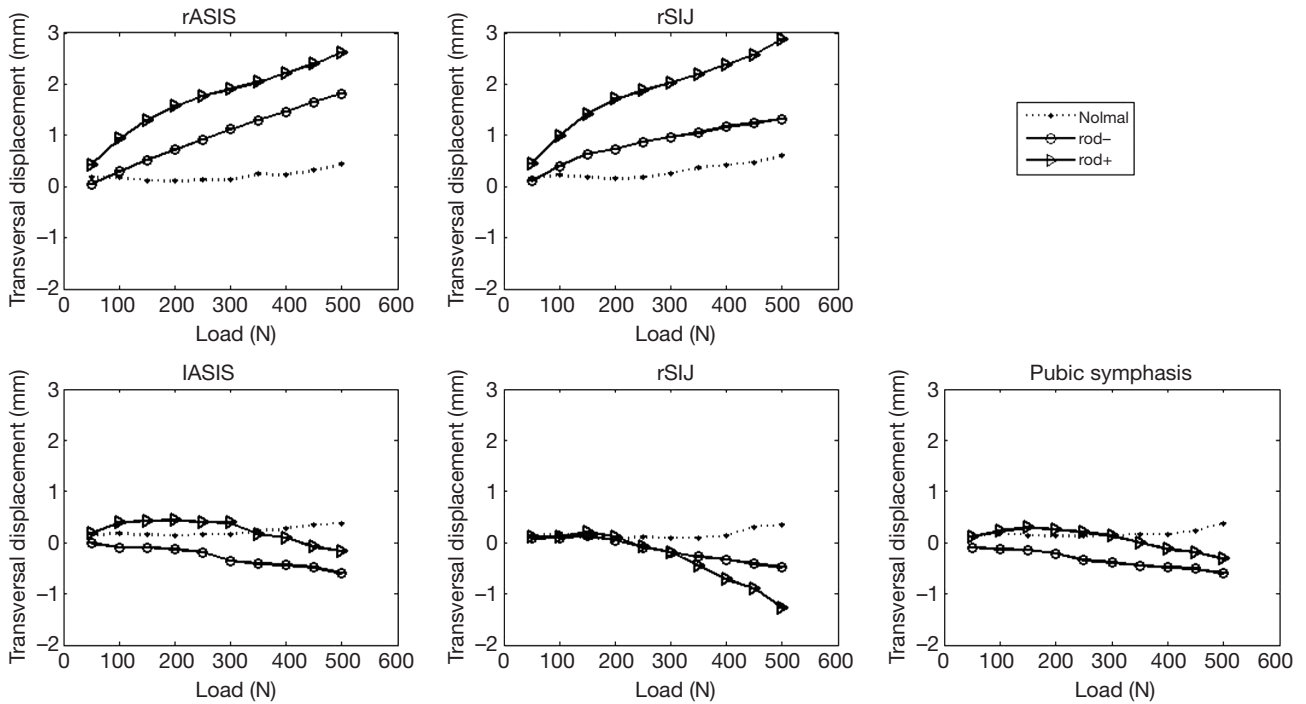 rASIS
Transversal displacement (mm)
3
2
1
0
−1
−2
0 100 200 300 400 500 600
Load (N)
rSIJ
Transversal displacement (mm)
3
2
1
0
−1
−2
0 100 200 300 400 500 600
Load (N)
Nolmal
rod−
rod+
lASIS
Transversal displacement (mm)
3
2
1
0
−1
−2
0 100 200 300 400 500 600
Load (N)
rSIJ
Transversal displacement (mm)
3
2
1
0
−1
−2
0 100 200 300 400 500 600
Load (N)
Pubic symphasis
Transversal displacement (mm)
3
2
1
0
−1
−2
0 100 200 300 400 500 600
Load (N)